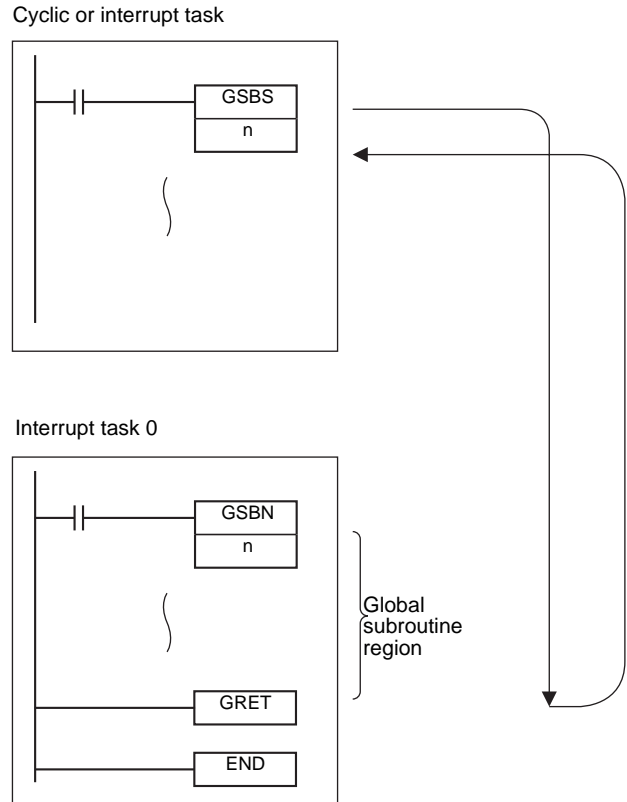 Cyclic or interrupt task
GSBS
n
Interrupt task 0
GSBN
n
Global
subroutine
region
GRET
END